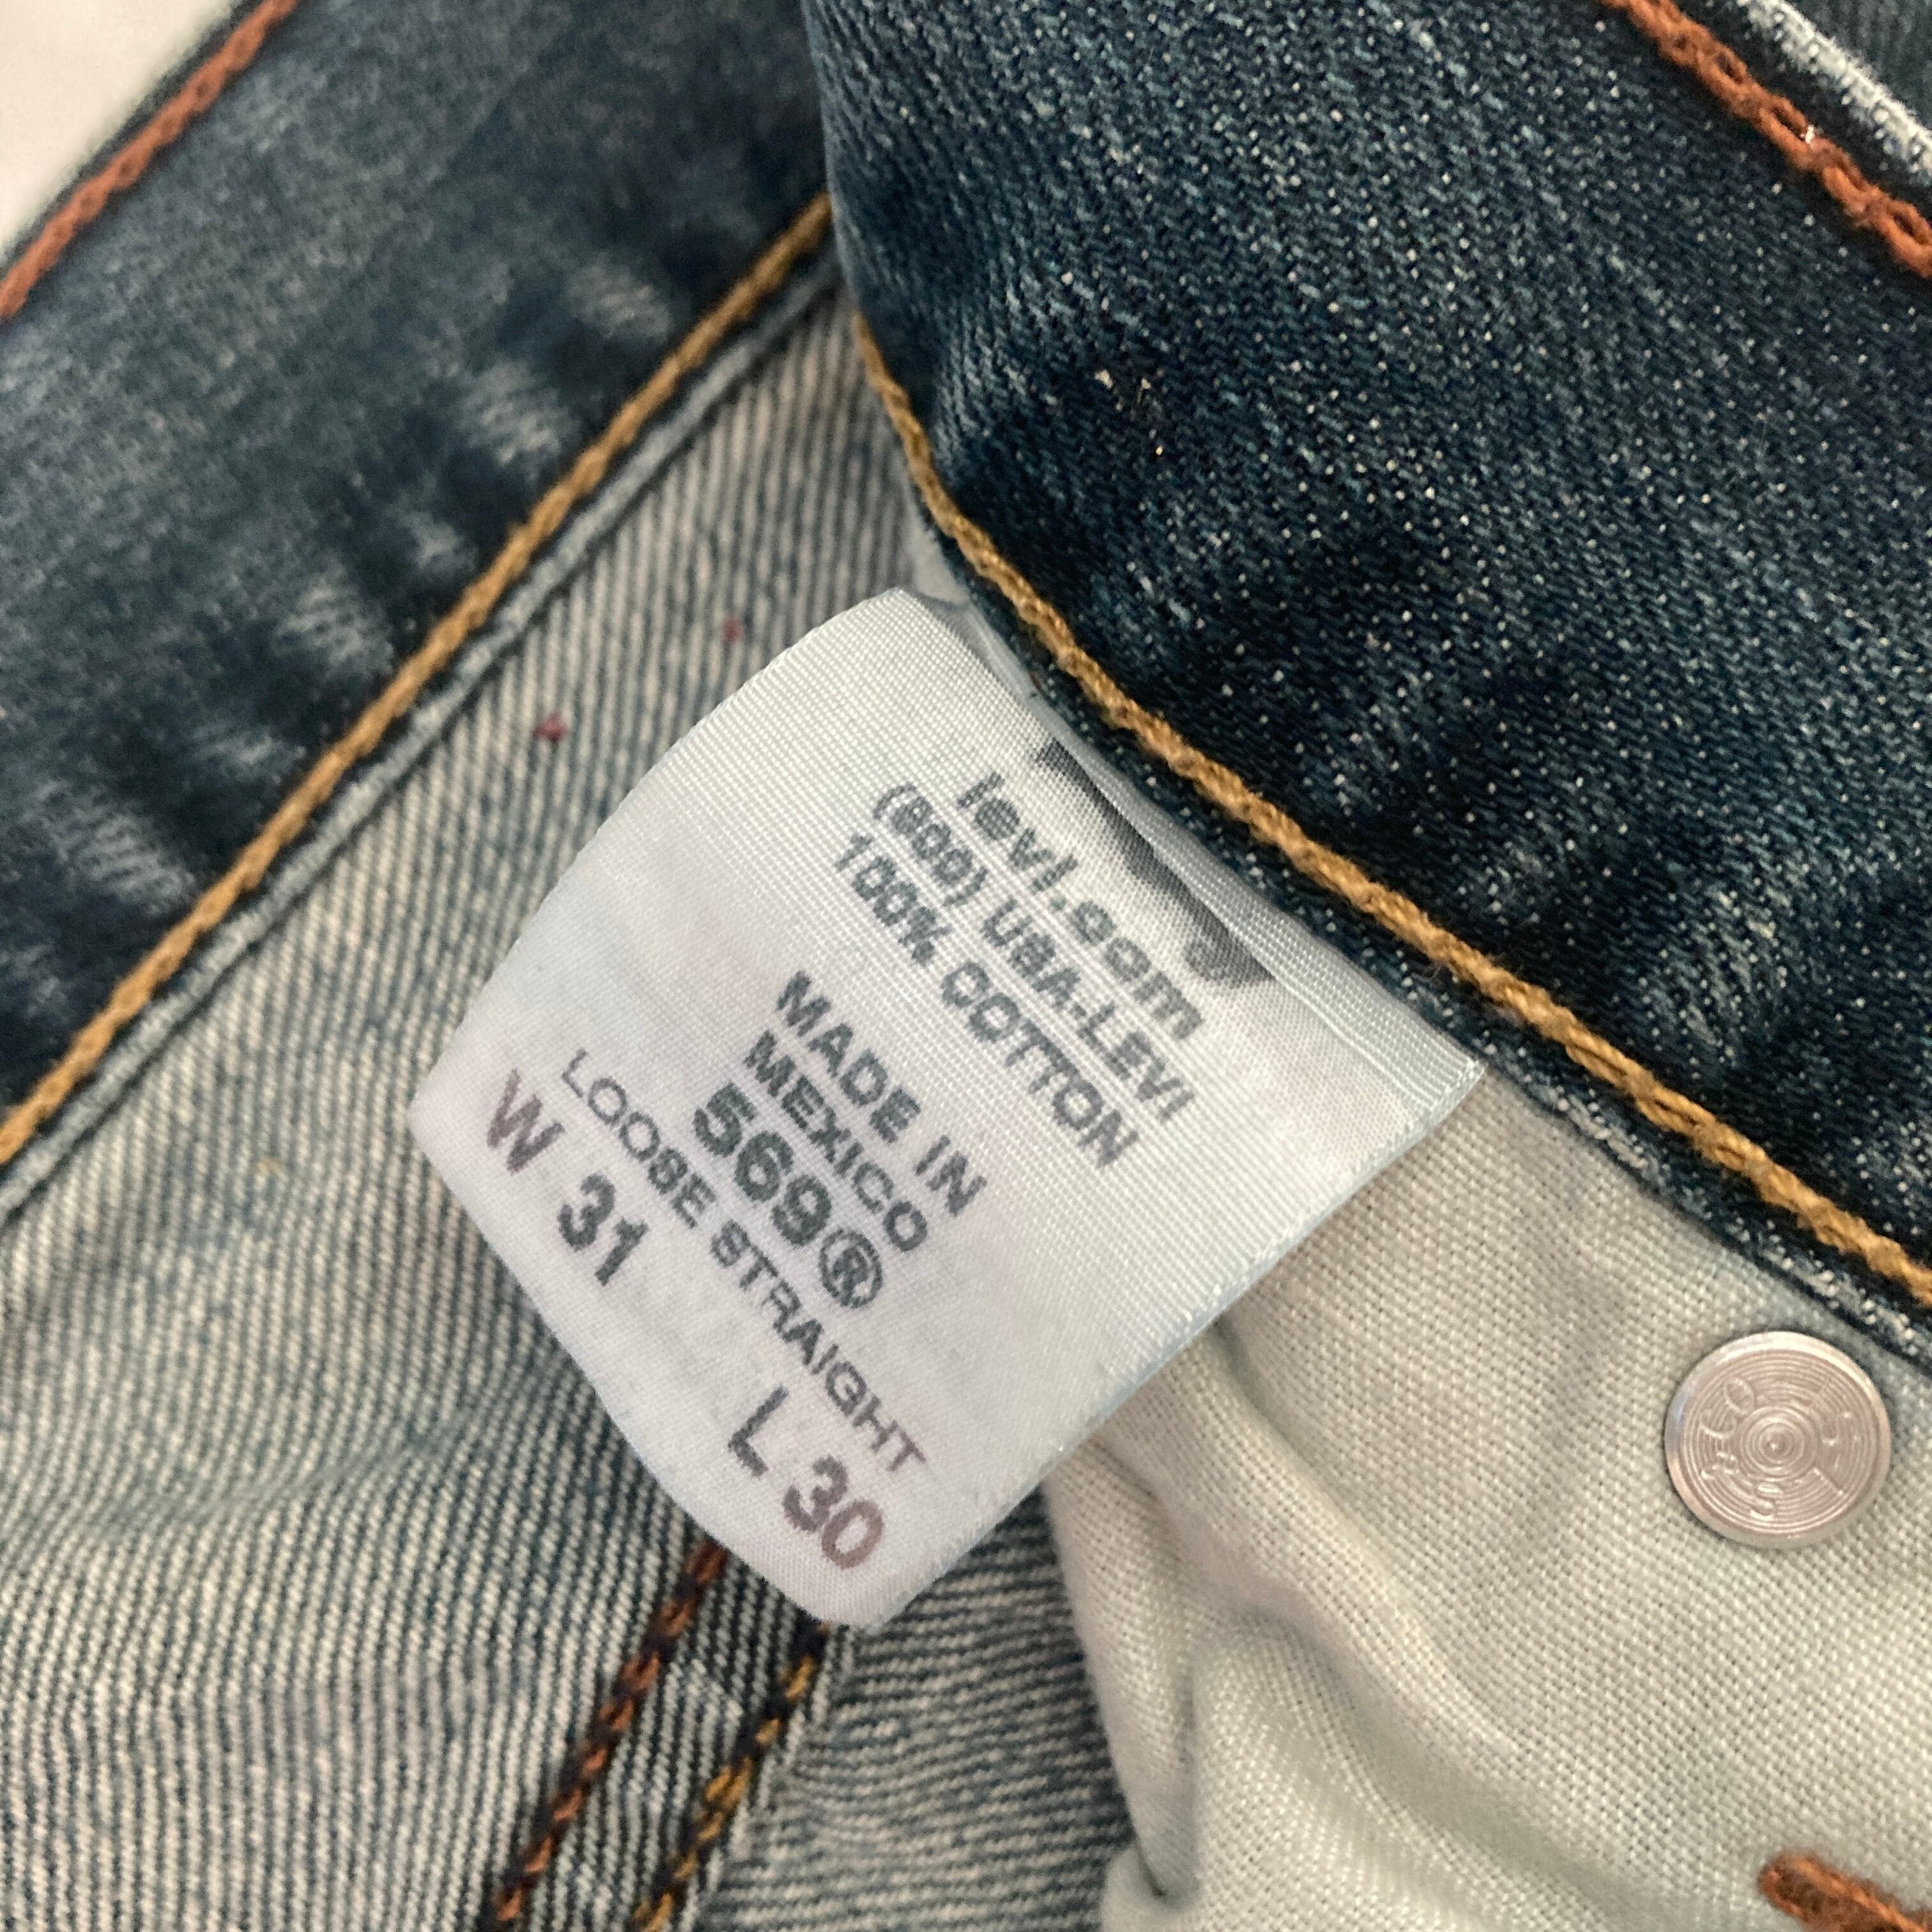 levi.com
(800) USA-LEVI
100% COTTON
MADE IN
MEXICO
569®
LOOSE STRAIGHT
W 31 L 30